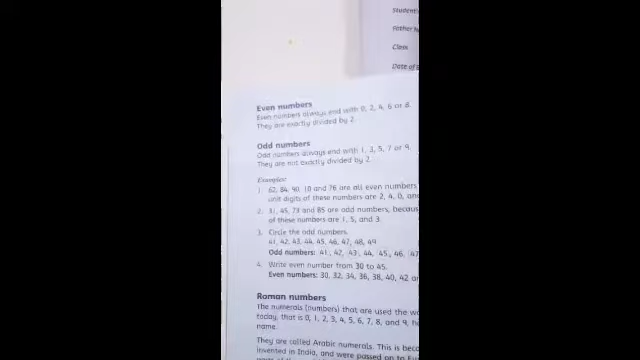 Student's
Father N
Class
Date of B
Even numbers
Even numbers always end with 0, 2, 4, 6 or 8.
They are exactly divided by 2.
Odd numbers
Odd numbers always end with 1, 3, 5, 7 or 9.
They are not exactly divided by 2.
Examples:
1. 62, 84, 90, 10 and 76 are all even numbers
unit digits of these numbers are 2, 4, 0, and
2. 31, 45, 73 and 85 are odd numbers, becaus
of these numbers are 1, 5, and 3.
3. Circle the odd numbers.
41, 42, 43, 44, 45, 46, 47, 48, 49
Odd numbers: 41, 42, 43, 44, 45, 46, 47
4. Write even number from 30 to 45.
Even numbers: 30, 32, 34, 36, 38, 40, 42 a
Roman numbers
The numerals (numbers) that are used the wo
today, that is 0, 1, 2, 3, 4, 5, 6, 7, 8, and 9, h
name.
They are called Arabic numerals. This is beca
invented in India, and were passed on to Eu